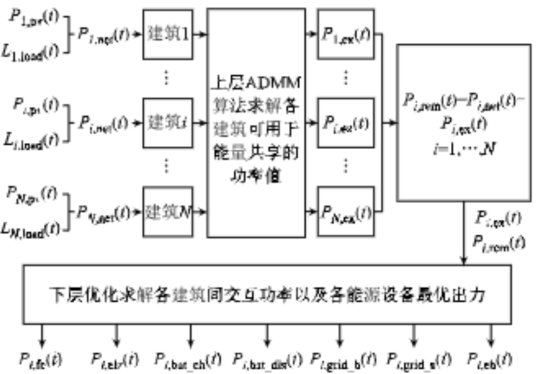 P1,pv(t)
L1,load(t)
P1,net(t)
建筑1
P1,ex(t)
⋮
⋮
Pi,pv(t)
Li,load(t)
Pi,net(t)
建筑i
Pi,ex(t)
⋮
⋮
PN,pv(t)
LN,load(t)
PN,net(t)
建筑N
PN,ex(t)
上层ADMM
算法求解各
建筑可用于
能量共享的
功率值
Pi,rem(t)=Pi,net(t)-
Pi,ex(t)
i=1,⋯,N
Pi,ex(t)
Pi,rem(t)
下层优化求解各建筑间交互功率以及各能源设备最优出力
Pi,fc(t)
Pi,el(t)
Pi,bat_ch(t)
Pi,bat_dis(t)
Pi,grid_b(t)
Pi,grid_s(t)
Pi,eb(t)